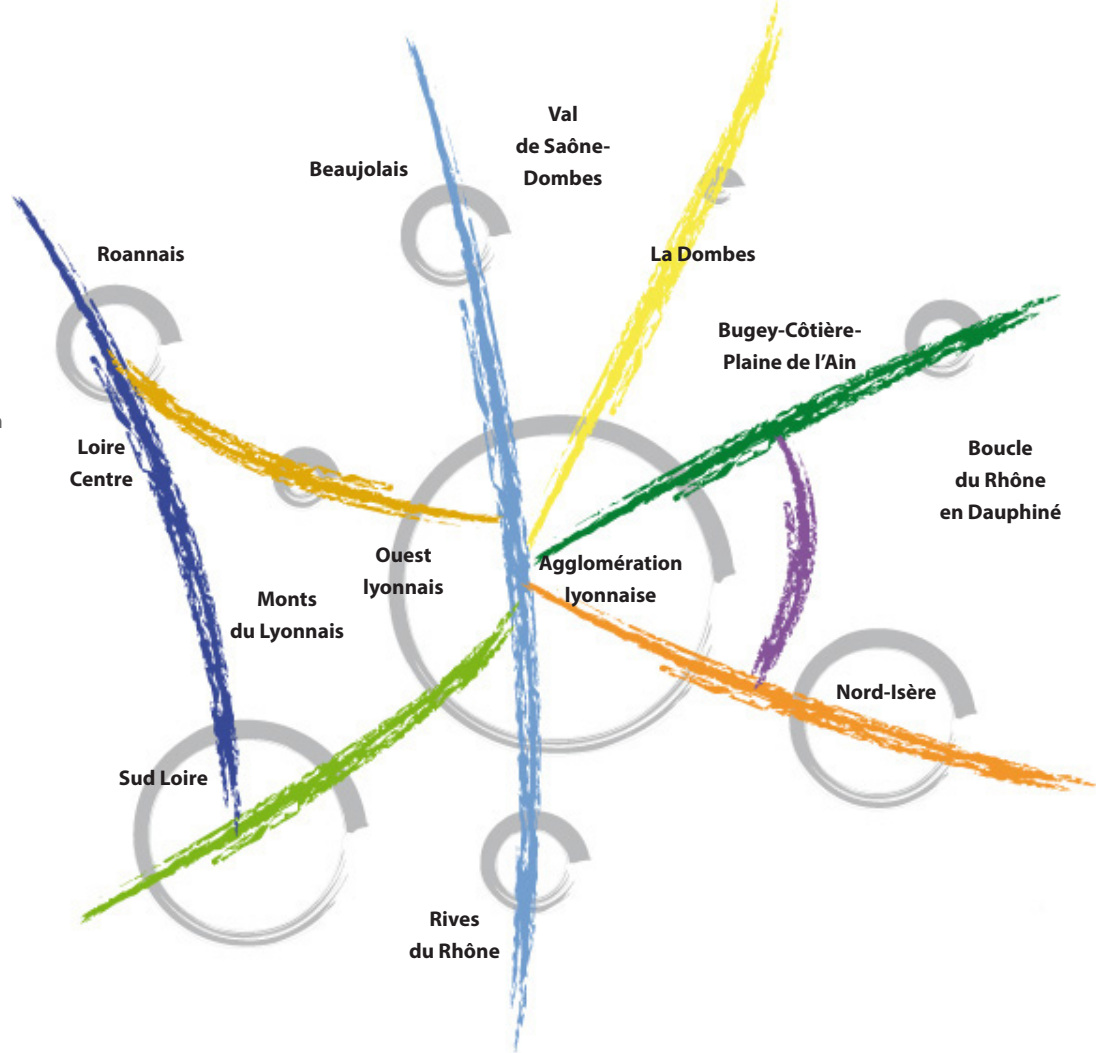 Val
de Saône-
Dombes
Beaujolais
Roannais
La Dombes
Bugey-Côtière-
Plaine de l’Ain
Loire
Centre
Boucle
du Rhône
en Dauphiné
Ouest
lyonnais
Agglomération
lyonnaise
Monts
du Lyonnais
Nord-Isère
Sud Loire
Rives
du Rhône